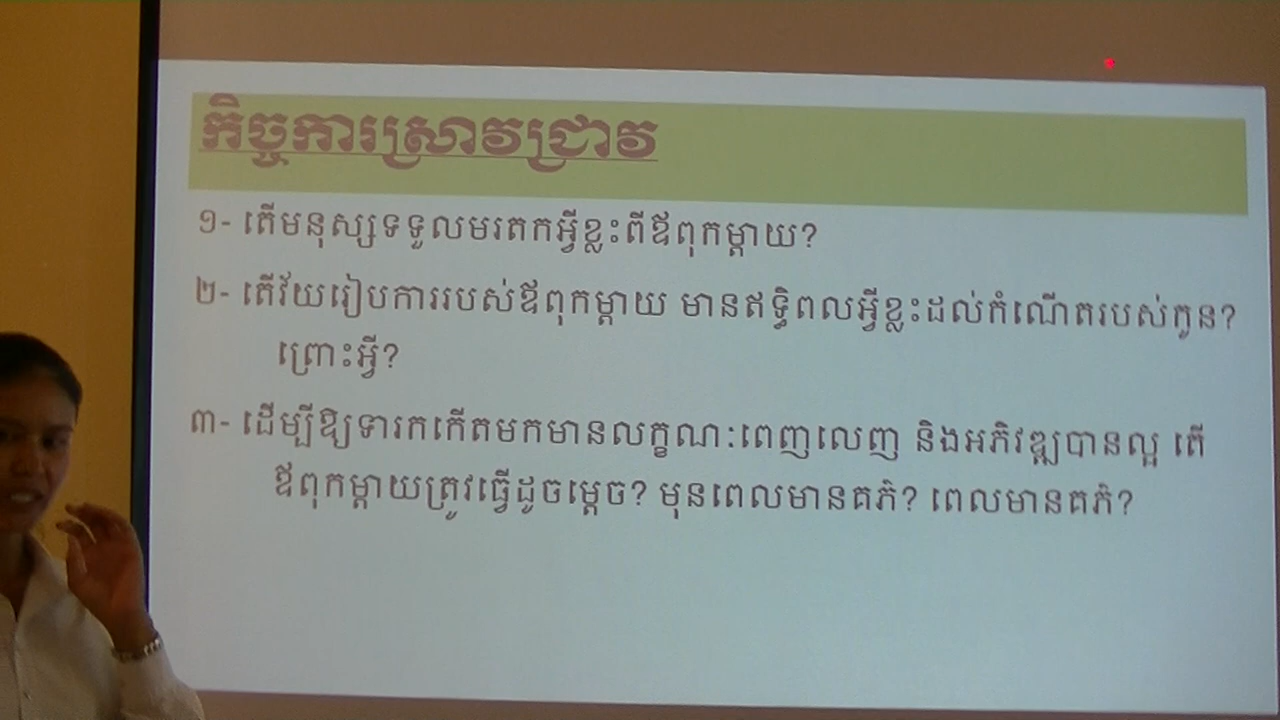 កិច្ចការស្រាវជ្រាវ
១- តើមនុស្សទទួលមរតកអ្វីខ្លះពីឪពុកម្តាយ?
២- តើវ័យរៀបការរបស់ឪពុកម្តាយ មានឥទ្ធិពលអ្វីខ្លះដល់កំណើតរបស់កូន?
ព្រោះអ្វី?
៣- ដើម្បីឱ្យទារកកើតមកមានលក្ខណៈពេញលេញ និងអភិវឌ្ឍបានល្អ តើ
ឪពុកម្តាយត្រូវធ្វើដូចម្តេច? មុនពេលមានគភ៌? ពេលមានគភ៌?